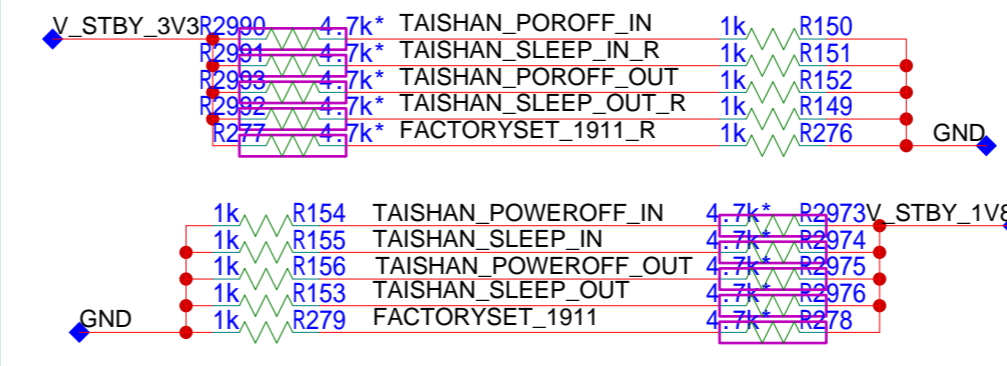 V_STBY_3V3 R2990 4.7k* TAISHAN_POROFF_IN 1k R150
R2991 4.7k* TAISHAN_SLEEP_IN_R 1k R151
R2993 4.7k* TAISHAN_POROFF_OUT 1k R152
R2992 4.7k* TAISHAN_SLEEP_OUT_R 1k R149
R277 4.7k* FACTORYSET_1911_R 1k R276 GND
1k R154 TAISHAN_POWEROFF_IN 4.7k* R2973 V_STBY_1V8
1k R155 TAISHAN_SLEEP_IN 4.7k* R2974
1k R156 TAISHAN_POWEROFF_OUT 4.7k* R2975
1k R153 TAISHAN_SLEEP_OUT 4.7k* R2976
GND 1k R279 FACTORYSET_1911 4.7k* R278